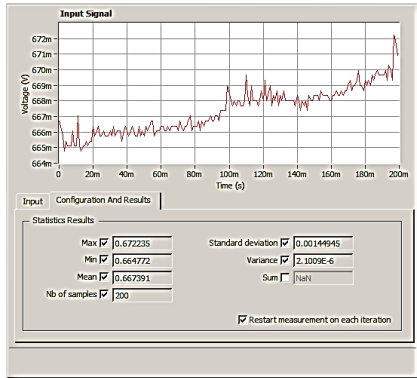 Input Signal
672m
671m
670m
669m
668m
667m
666m
665m
664m
Voltage (V)
0 20m 40m 60m 80m 100m 120m 140m 160m 180m 200m
Time (s)
Input Configuration And Results
Statistics Results
Max 0.672235 Standard deviation 0.00144945
Min 0.664772 Variance 2.1009E-6
Mean 0.667391 Sum NaN
Nb of samples 200
Restart measurement on each iteration